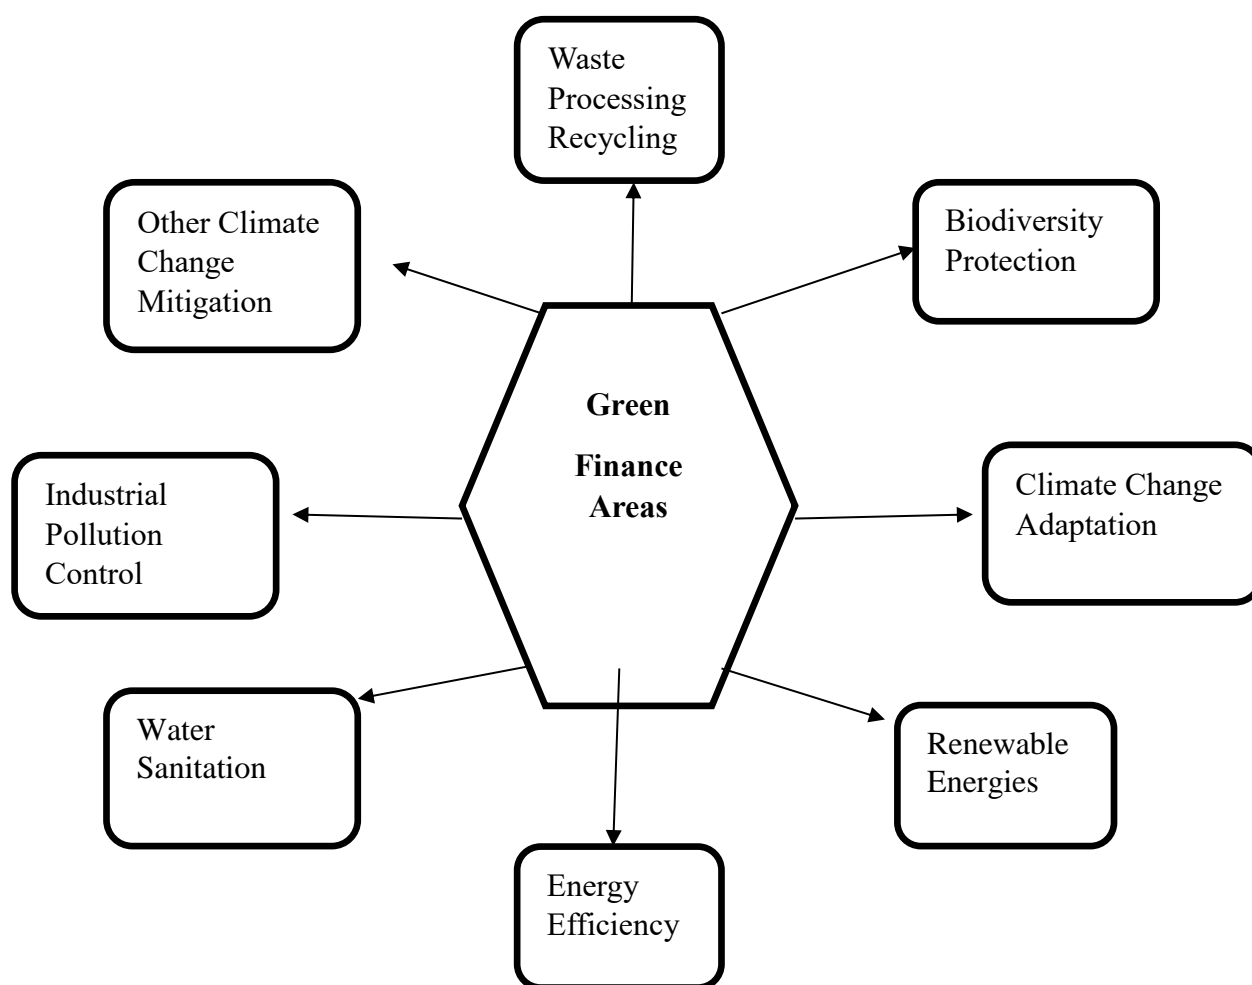 Waste
Processing
Recycling
Other Climate
Change
Mitigation
Biodiversity
Protection
Green
Finance
Areas
Industrial
Pollution
Control
Climate Change
Adaptation
Water
Sanitation
Renewable
Energies
Energy
Efficiency